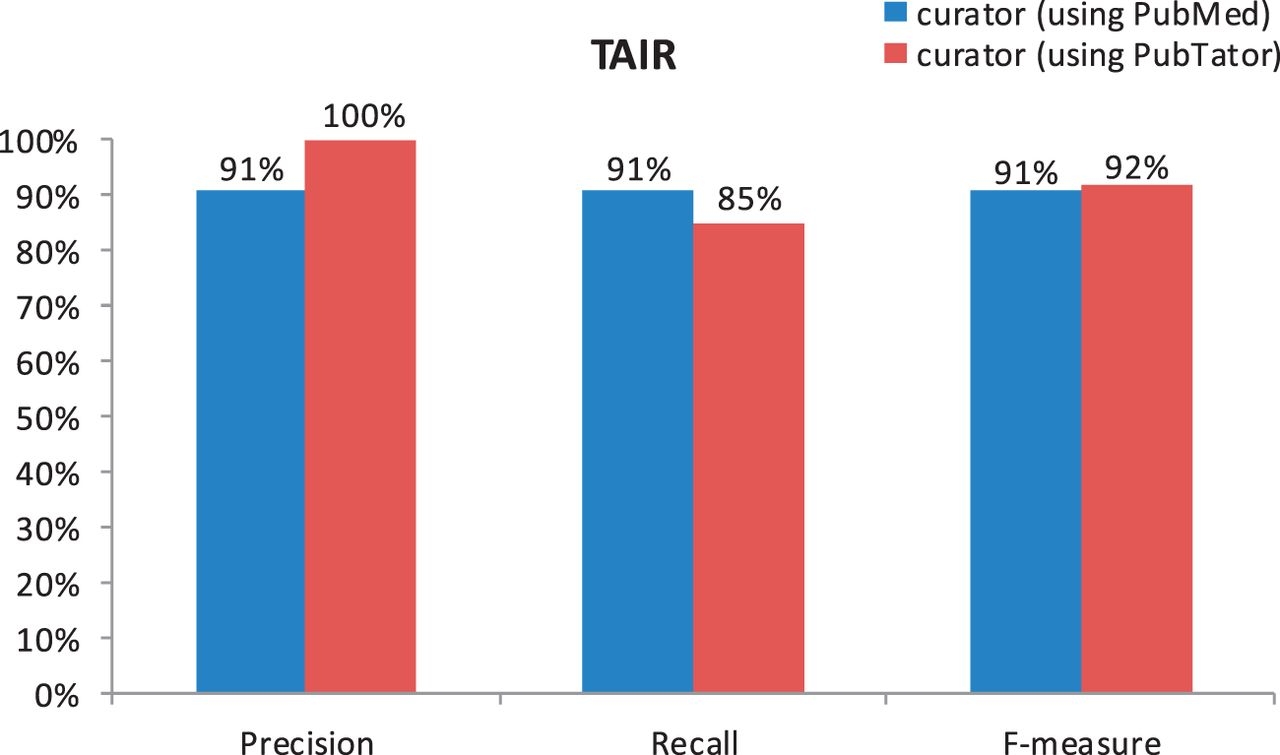 curator (using PubMed)
curator (using PubTator)
TAIR
100%
91%
100%
91%
85%
91%
92%
90%
80%
70%
60%
50%
40%
30%
20%
10%
0%
Precision
Recall
F-measure